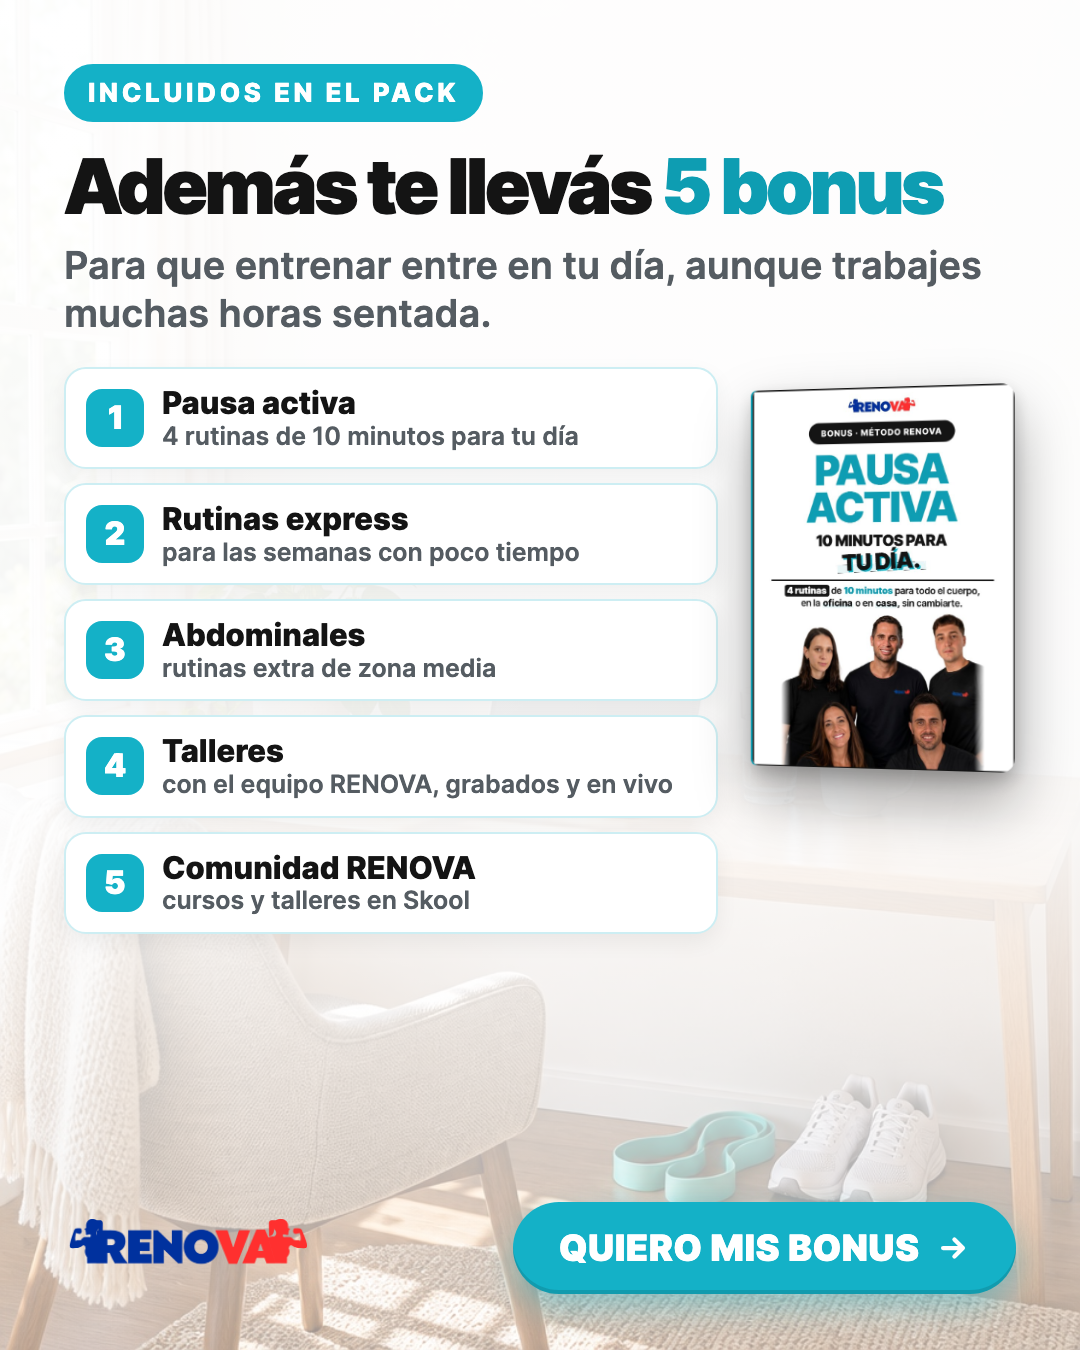 INCLUIDOS EN EL PACK
Además te llevás 5 bonus
Para que entrenar entre en tu día, aunque trabajes
muchas horas sentada.
1
Pausa activa
4 rutinas de 10 minutos para tu día
2
Rutinas express
para las semanas con poco tiempo
3
Abdominales
rutinas extra de zona media
4
Talleres
con el equipo RENOVA, grabados y en vivo
5
Comunidad RENOVA
cursos y talleres en Skool
RENOVA
BONUS · MÉTODO RENOVA
PAUSA
ACTIVA
10 MINUTOS PARA
TU DÍA.
4 rutinas de 10 minutos para todo el cuerpo,
en la oficina o en casa, sin cambiarte.
RENOVA
QUIERO MIS BONUS →